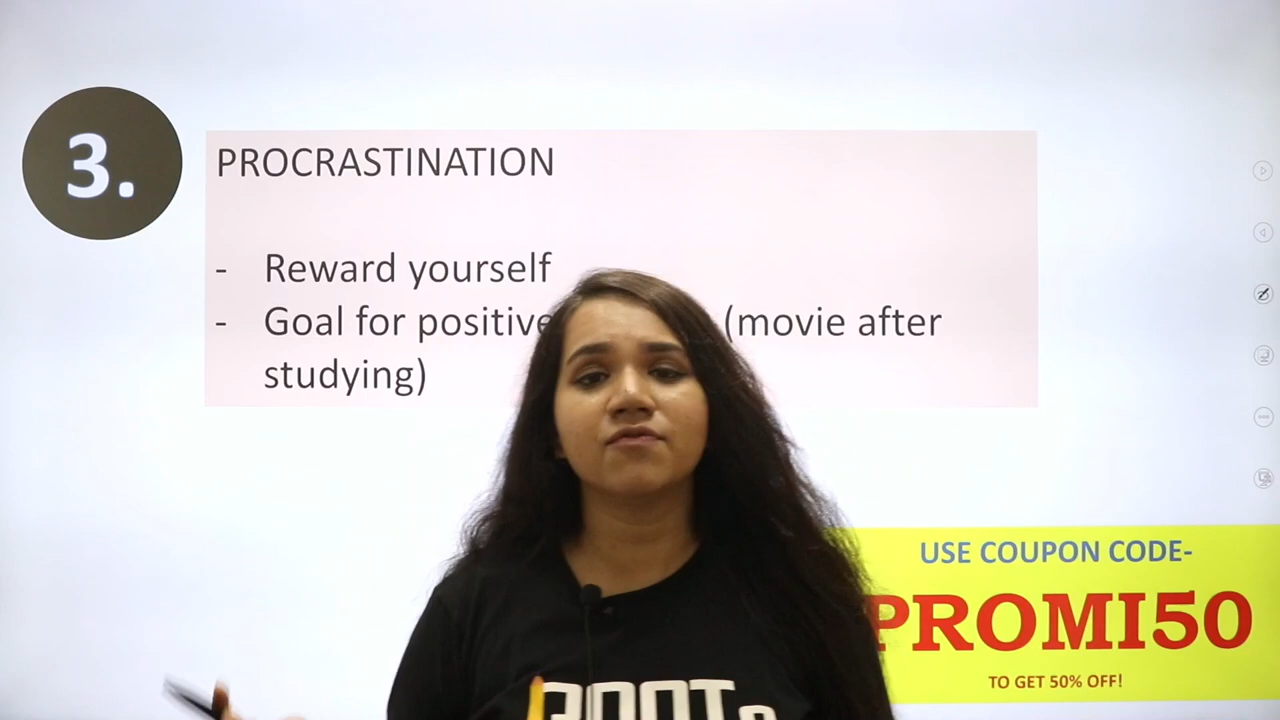 3.
PROCRASTINATION
- Reward yourself
- Goal for positive (movie after
studying)
USE COUPON CODE-
PROMI50
TO GET 50% OFF!